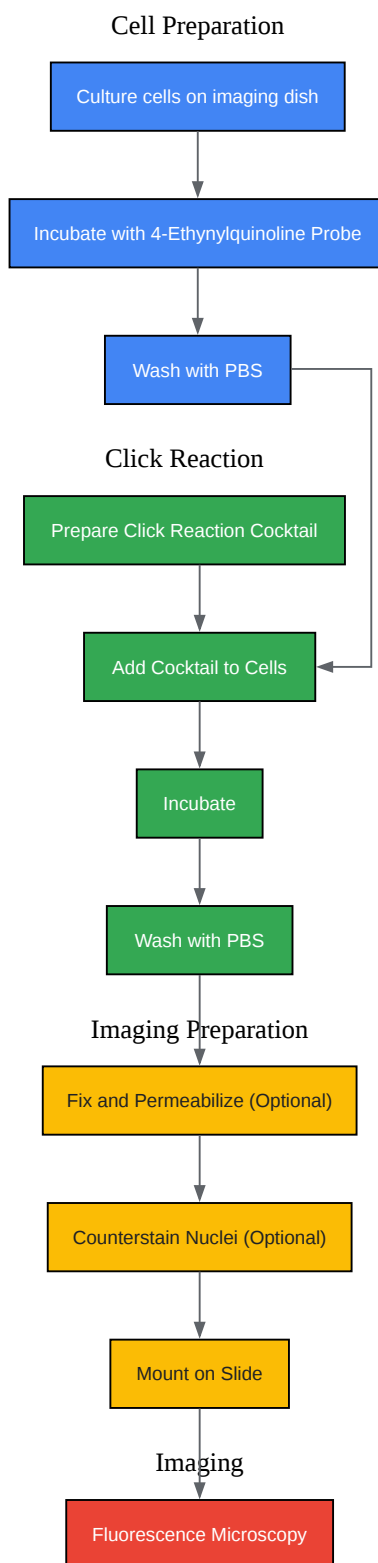 Cell Preparation
Culture cells on imaging dish
Incubate with 4-Ethynylquinoline Probe
Wash with PBS
Click Reaction
Prepare Click Reaction Cocktail
Add Cocktail to Cells
Incubate
Wash with PBS
Imaging Preparation
Fix and Permeabilize (Optional)
Counterstain Nuclei (Optional)
Mount on Slide
Imaging
Fluorescence Microscopy